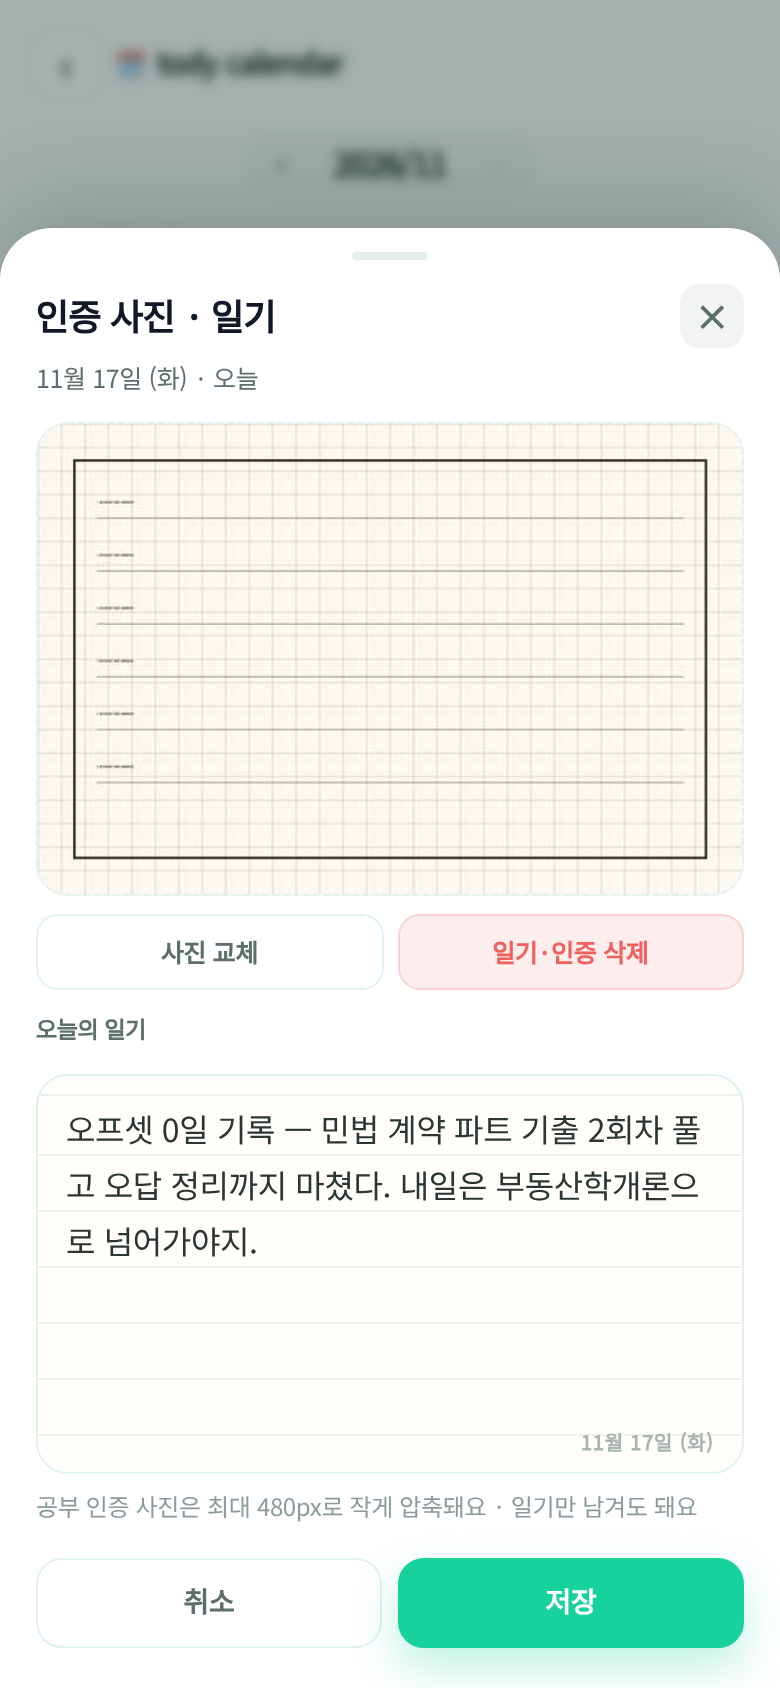 tody calendar
2026/11
인증 사진 · 일기
11월 17일 (화) · 오늘
사진 교체
일기·인증 삭제
오늘의 일기
오프셋 0일 기록 — 민법 계약 파트 기출 2회차 풀
고 오답 정리까지 마쳤다. 내일은 부동산학개론으
로 넘어가야지.
11월 17일 (화)
공부 인증 사진은 최대 480px로 작게 압축돼요 · 일기만 남겨도 돼요
취소
저장